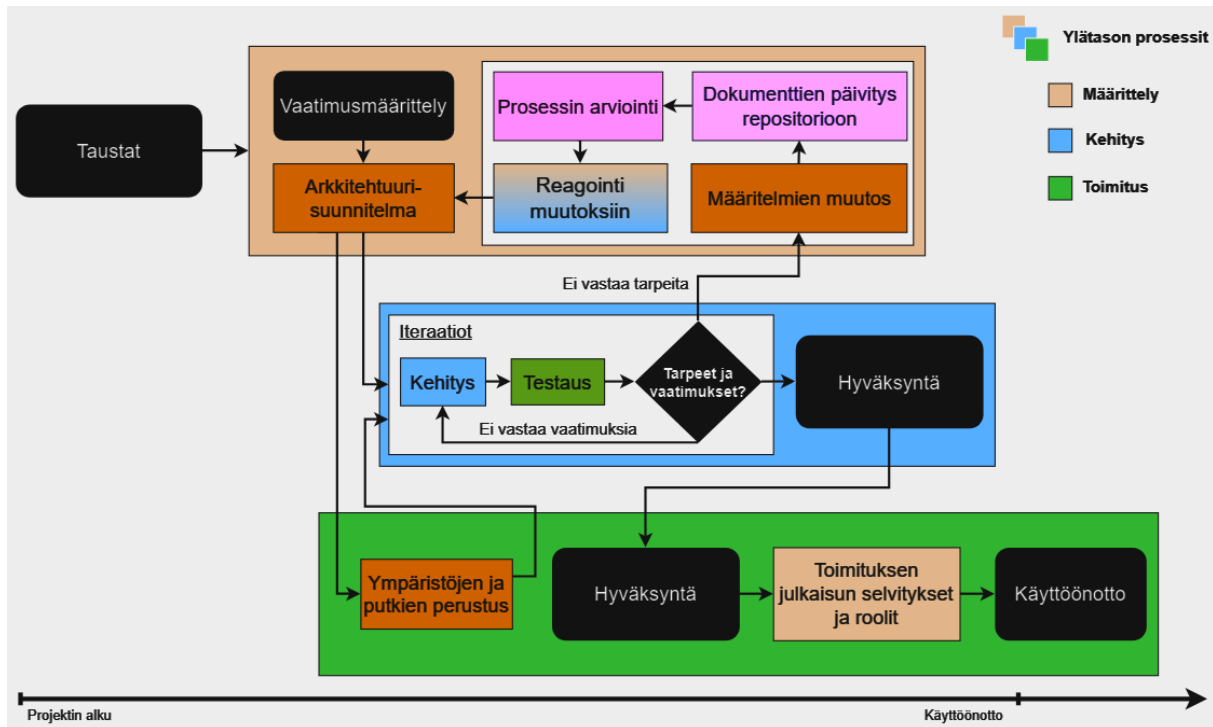 Ylätason prosessit
Määrittely
Kehitys
Toimitus
Taustat
Vaatimusmäärittely
Arkkitehtuuri-
suunnitelma
Prosessin arviointi
Dokumenttien päivitys
repositorioon
Reagointi
muutoksiin
Määritelmien muutos
Ei vastaa tarpeita
Iteraatiot
Kehitys
Testaus
Tarpeet ja
vaatimukset?
Ei vastaa vaatimuksia
Hyväksyntä
Ympäristöjen ja
putkien perustus
Hyväksyntä
Toimituksen
julkaisun selvitykset
ja roolit
Käyttöönotto
Projektin alku
Käyttöönotto